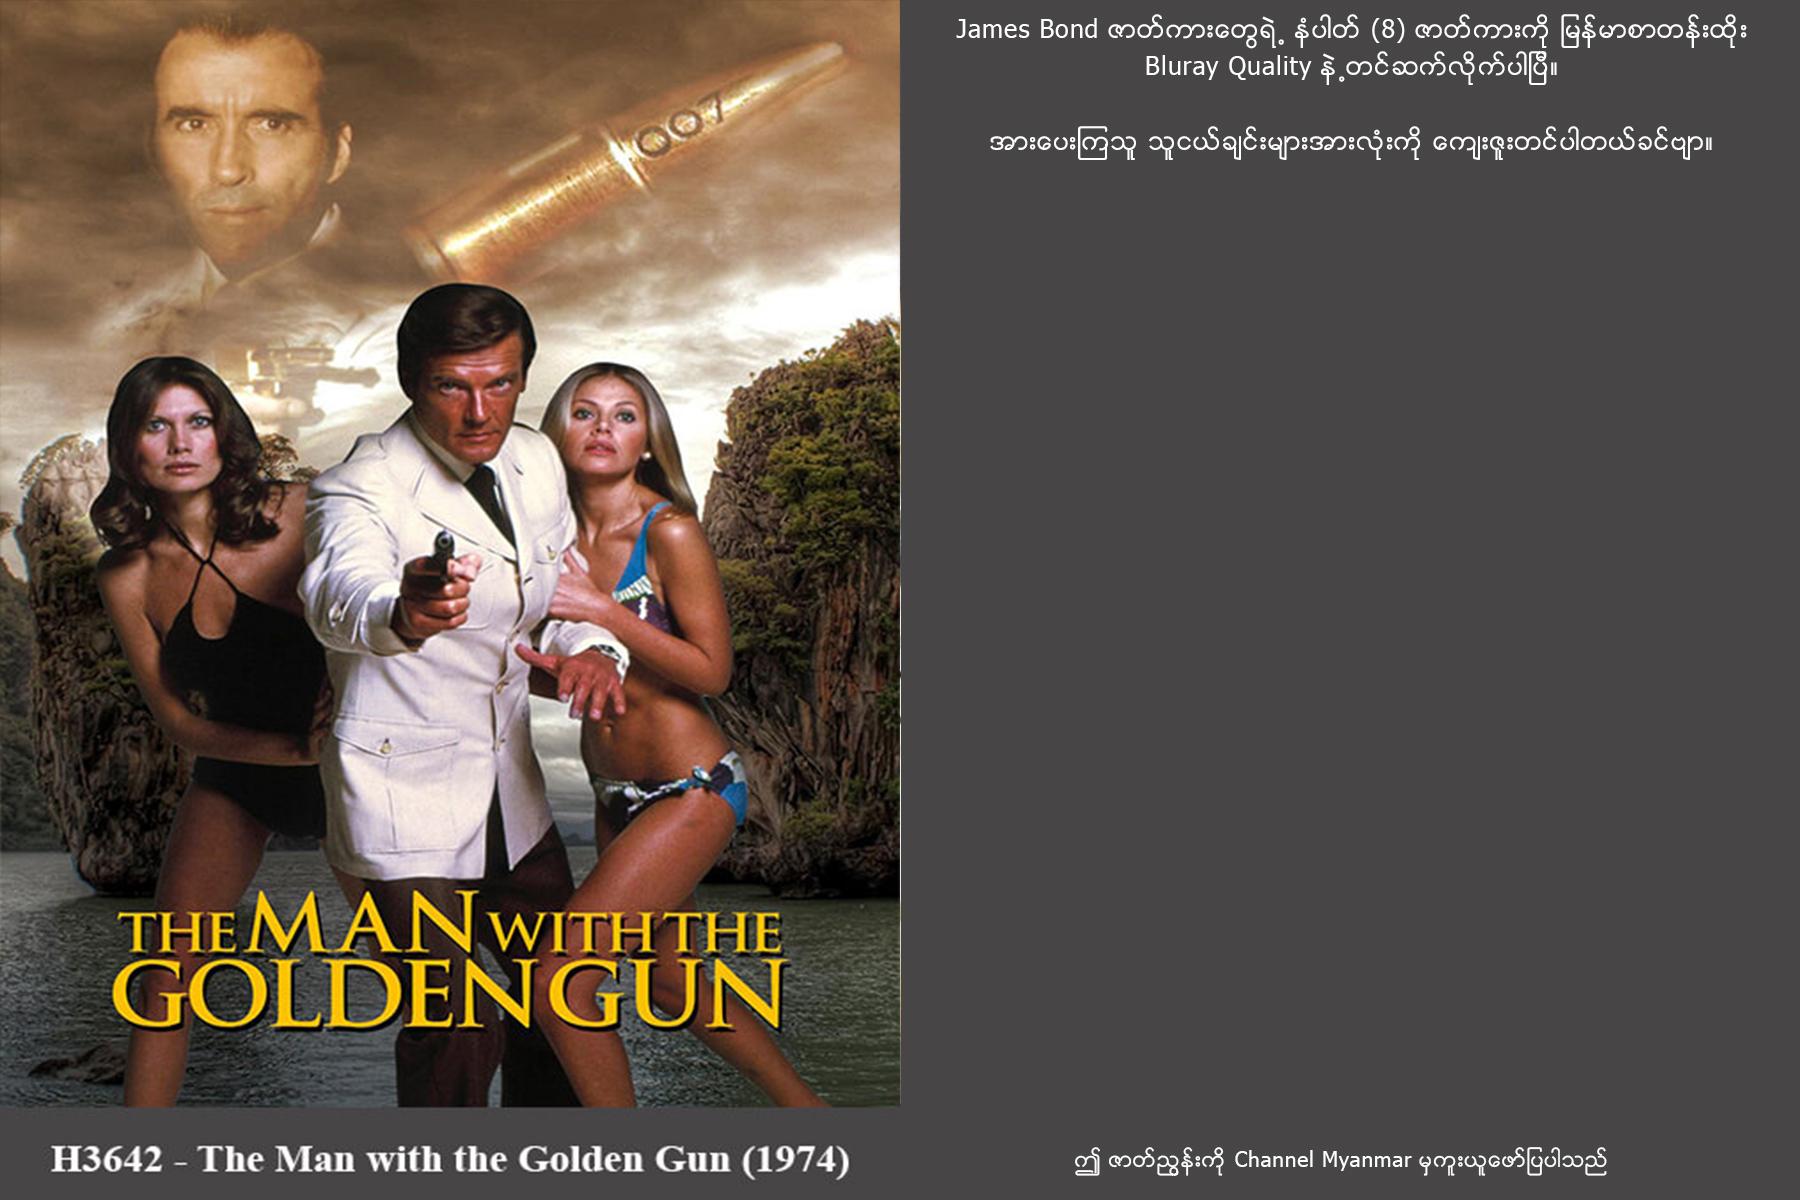 007
THE MAN WITH THE
GOLDEN GUN
H3642 - The Man with the Golden Gun (1974)
James Bond ဇာတ်ကားတွေရဲ့ နံပါတ် (8) ဇာတ်ကားကို မြန်မာစာတန်းထိုး
Bluray Quality နဲ့တင်ဆက်လိုက်ပါပြီ။
အားပေးကြသူ သူငယ်ချင်းများအားလုံးကို ကျေးဇူးတင်ပါတယ်ခင်ဗျာ။
ဤ ဇာတ်ညွှန်းကို Channel Myanmar မှကူးယူဖော်ပြပါသည်